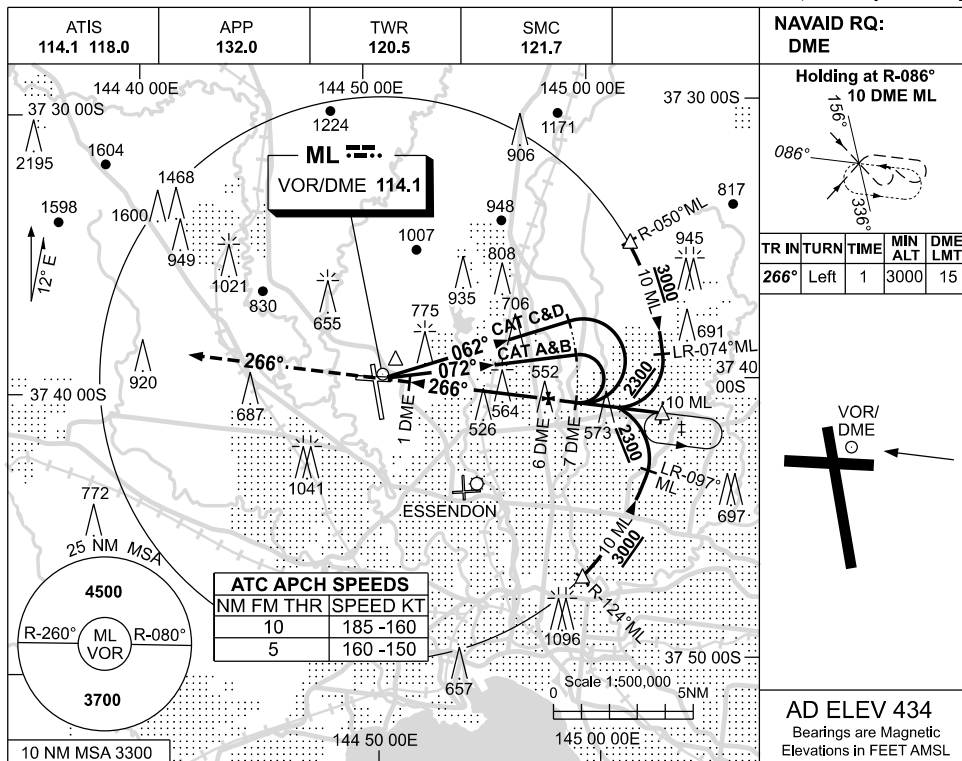 ATIS
114.1 118.0
APP
132.0
TWR
120.5
SMC
121.7
NAVAID RQ:
DME
144 40 00E
144 50 00E
145 00 00E
37 30 00S
37 30 00S
2195
1604
1224
1171
906
ML
VOR/DME 114.1
1598
1468
1600
949
1021
830
655
1007
948
808
935
706
775
817
R-050°ML
945
3000
10 ML
691
LR-074°ML
12° E
CAT C&D
062°
CAT A&B
072°
266°
266°
552
2300
37 40
00S
37 40 00S
920
687
1 DME
526
564
6 DME
7 DME
573
2300
10 ML
‡
LR-097°
ML
697
1041
ESSENDON
772
10 ML
3000
R-124°ML
1096
657
25 NM MSA
4500
R-260°
ML
VOR
R-080°
3700
10 NM MSA 3300
ATC APCH SPEEDS
NM FM THR SPEED KT
10 185 -160
5 160 -150
37 50 00S
Scale 1:500,000
0 5NM
144 50 00E
145 00 00E
Holding at R-086°
10 DME ML
156°
086°
336°
TR IN TURN TIME MIN ALT DME LMT
266° Left 1 3000 15
VOR/
DME
AD ELEV 434
Bearings are Magnetic
Elevations in FEET AMSL